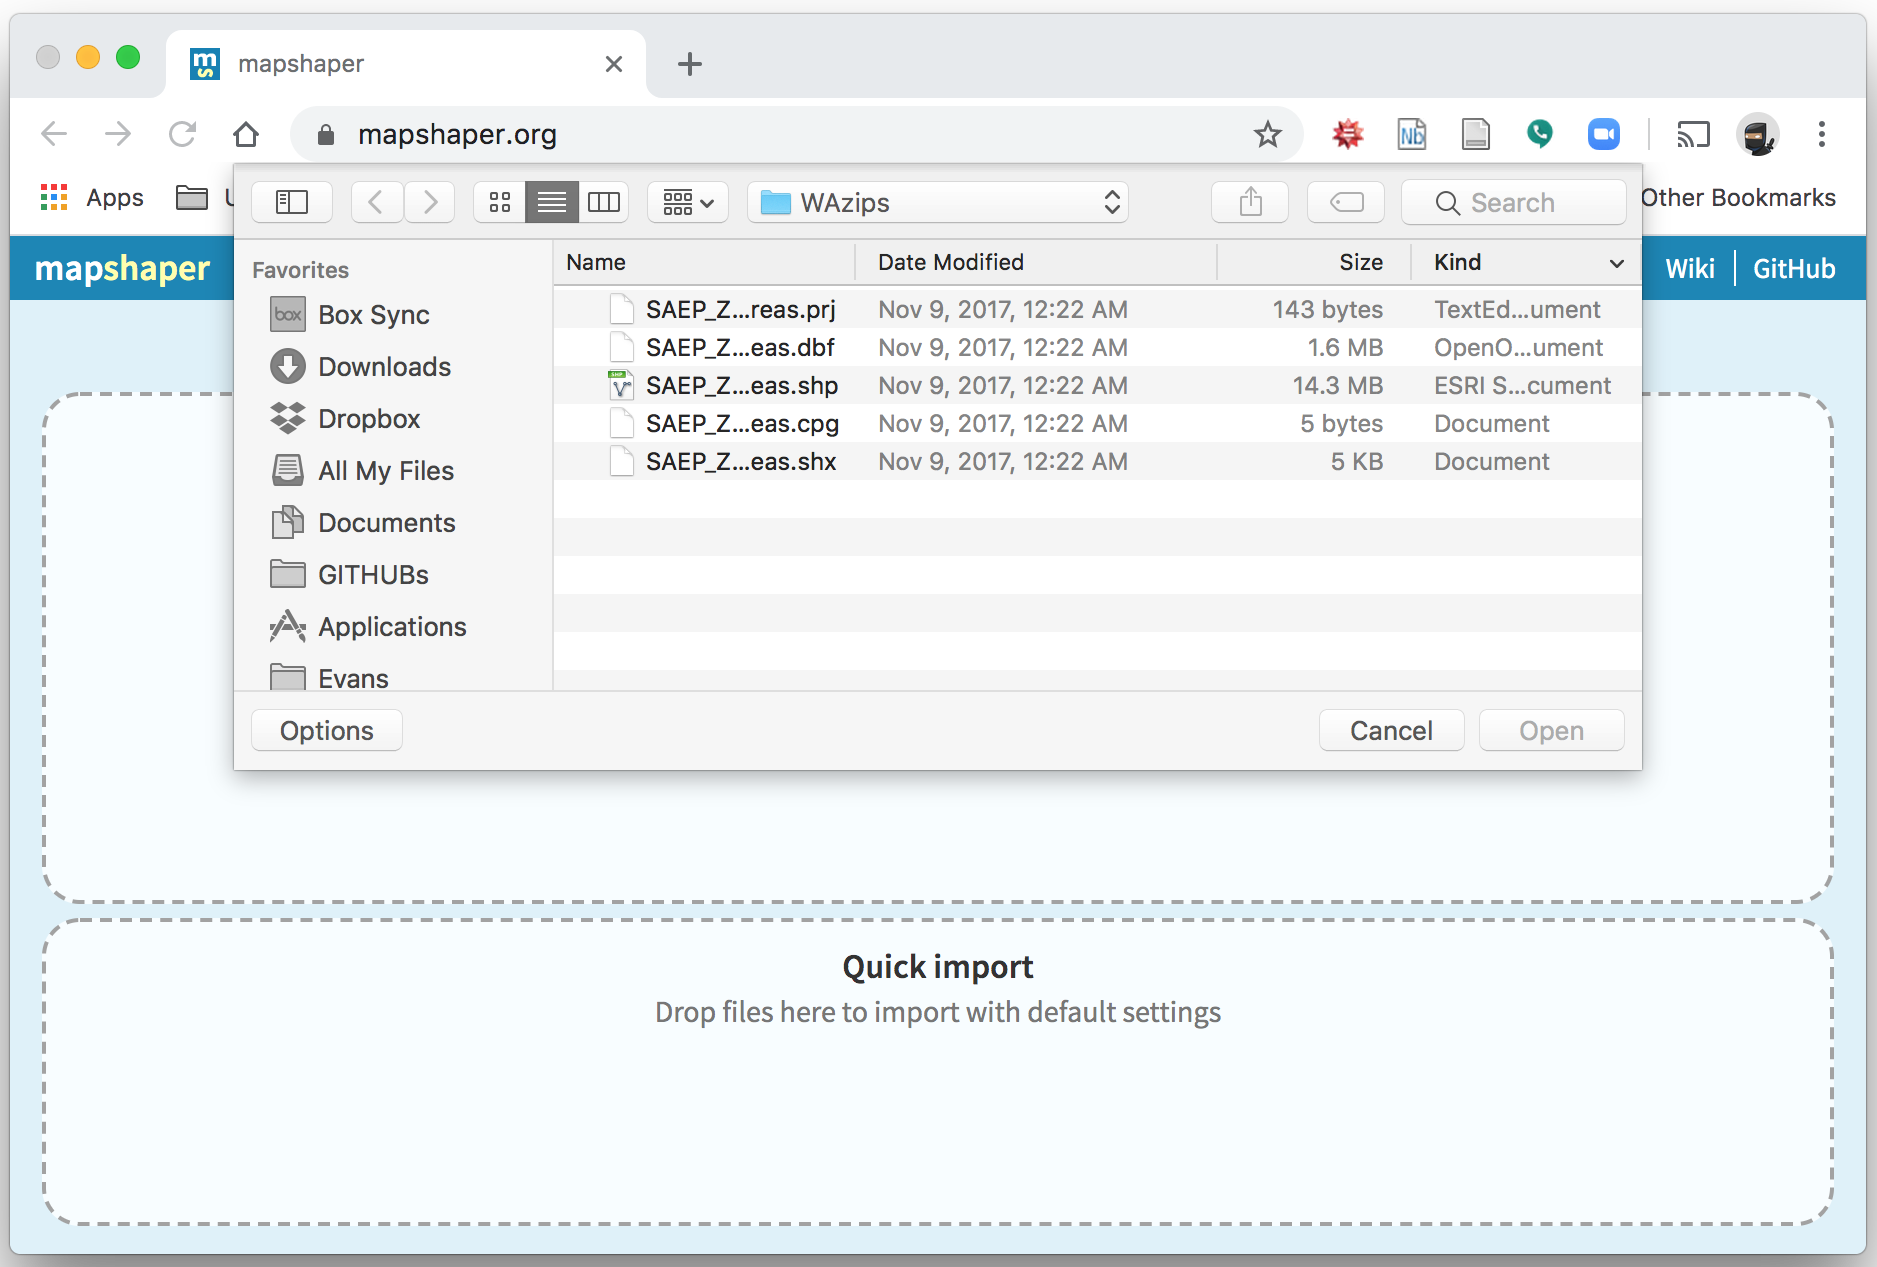 mapshaper
mapshaper.org
Nb
Apps
WAzips
Search
Other Bookmarks
mapshaper
Wiki
GitHub
Favorites
Name
Date Modified
Size
Kind
box
Box Sync
Downloads
Dropbox
All My Files
Documents
GITHUBs
Applications
Evans
SAEP_Z...reas.prj Nov 9, 2017, 12:22 AM 143 bytes TextEd...ument
SAEP_Z...eas.dbf Nov 9, 2017, 12:22 AM 1.6 MB OpenO...ument
SAEP_Z...eas.shp Nov 9, 2017, 12:22 AM 14.3 MB ESRI S...cument
SAEP_Z...eas.cpg Nov 9, 2017, 12:22 AM 5 bytes Document
SAEP_Z...eas.shx Nov 9, 2017, 12:22 AM 5 KB Document
Options
Cancel
Open
Quick import
Drop files here to import with default settings